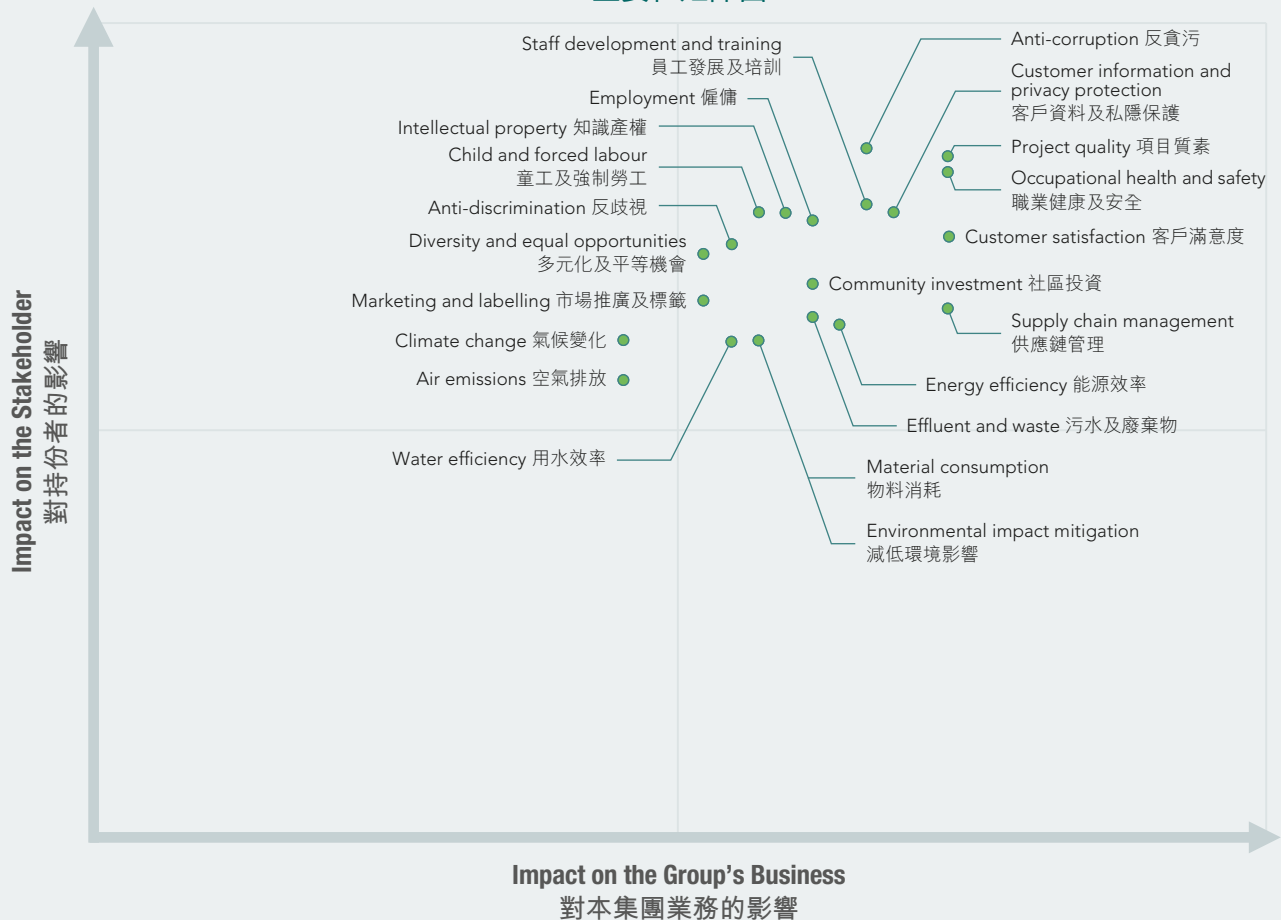 Staff development and training
員工發展及培訓
Employment 僱傭
Intellectual property 知識產權
Child and forced labour
童工及強制勞工
Anti-discrimination 反歧視
Diversity and equal opportunities
多元化及平等機會
Marketing and labelling 市場推廣及標籤
Climate change 氣候變化
Air emissions 空氣排放
Water efficiency 用水效率
Anti-corruption 反貪污
Customer information and
privacy protection
客戶資料及私隱保護
Project quality 項目質素
Occupational health and safety
職業健康及安全
Customer satisfaction 客戶滿意度
Community investment 社區投資
Supply chain management
供應鏈管理
Energy efficiency 能源效率
Effluent and waste 污水及廢棄物
Material consumption
物料消耗
Environmental impact mitigation
減低環境影響
Impact on the Stakeholder
對持份者的影響
Impact on the Group's Business
對本集團業務的影響